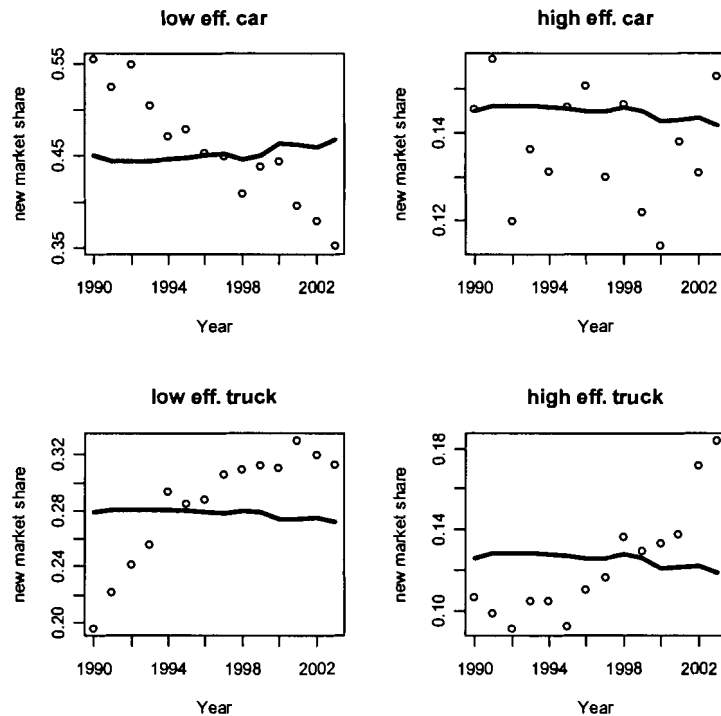 low eff. car
new market share
0.35 0.45 0.55
1990 1994 1998 2002
Year
high eff. car
new market share
0.12 0.14
1990 1994 1998 2002
Year
low eff. truck
new market share
0.20 0.24 0.28 0.32
1990 1994 1998 2002
Year
high eff. truck
new market share
0.10 0.14 0.18
1990 1994 1998 2002
Year